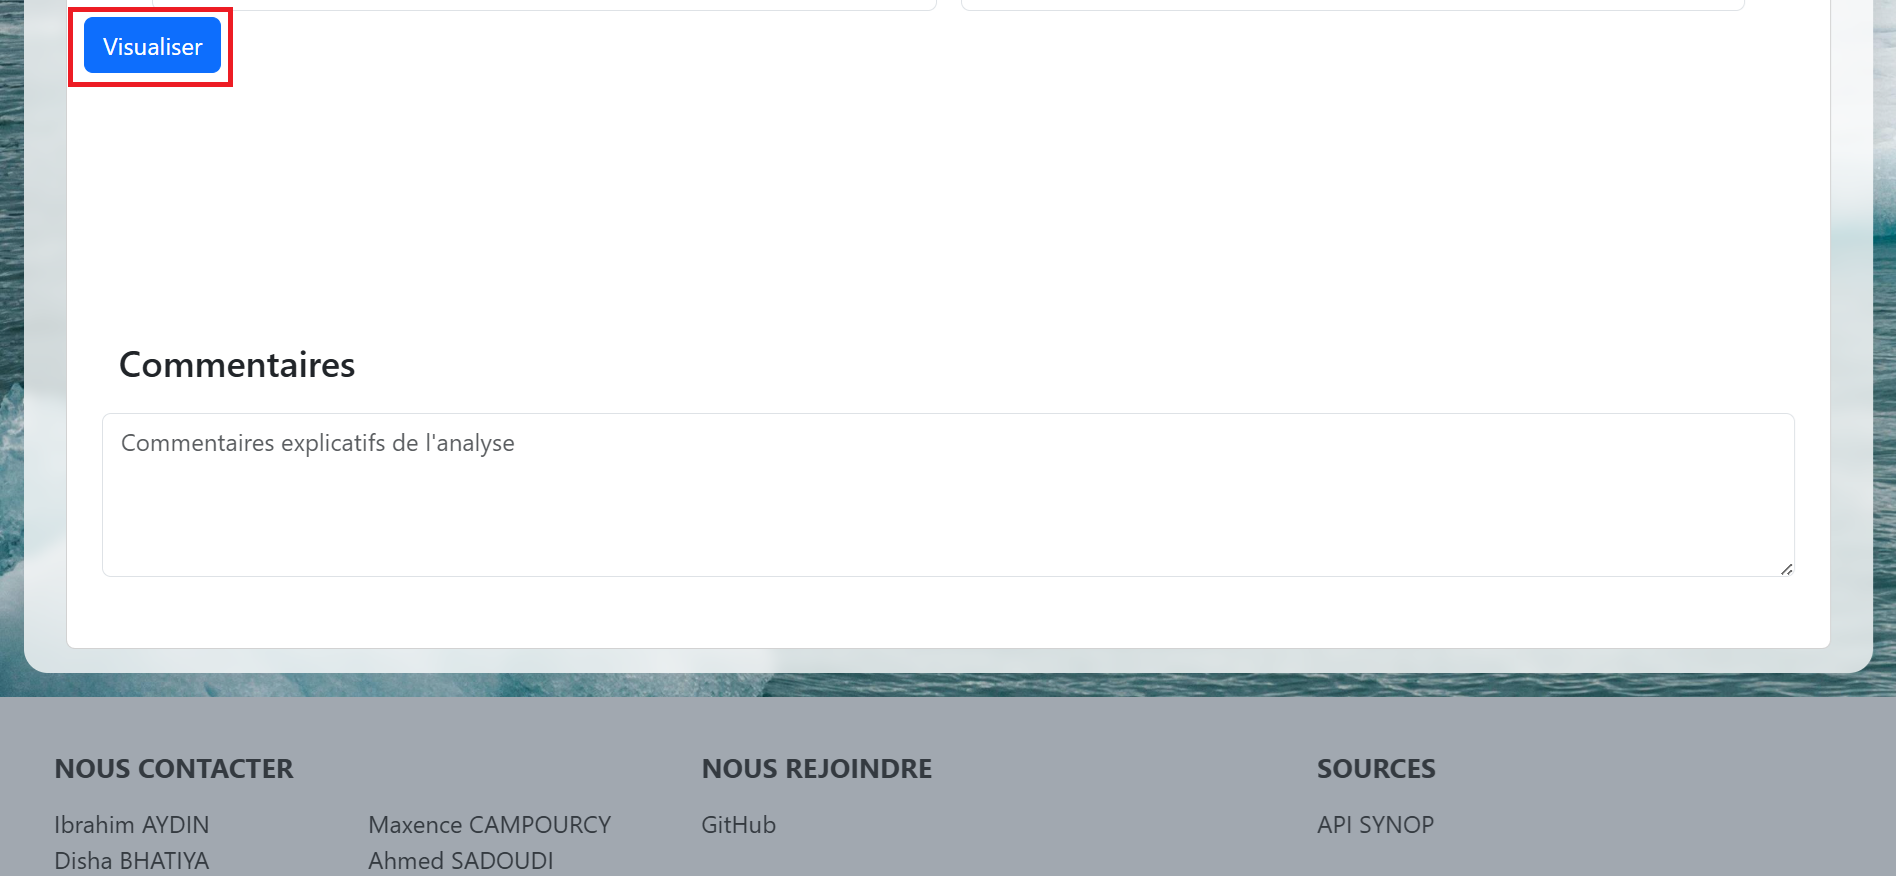 Visualiser
Commentaires
Commentaires explicatifs de l'analyse
NOUS CONTACTER
Ibrahim AYDIN
Maxence CAMPOURCY
Disha BHATIYA
Ahmed SADOUDI
NOUS REJOINDRE
GitHub
SOURCES
API SYNOP